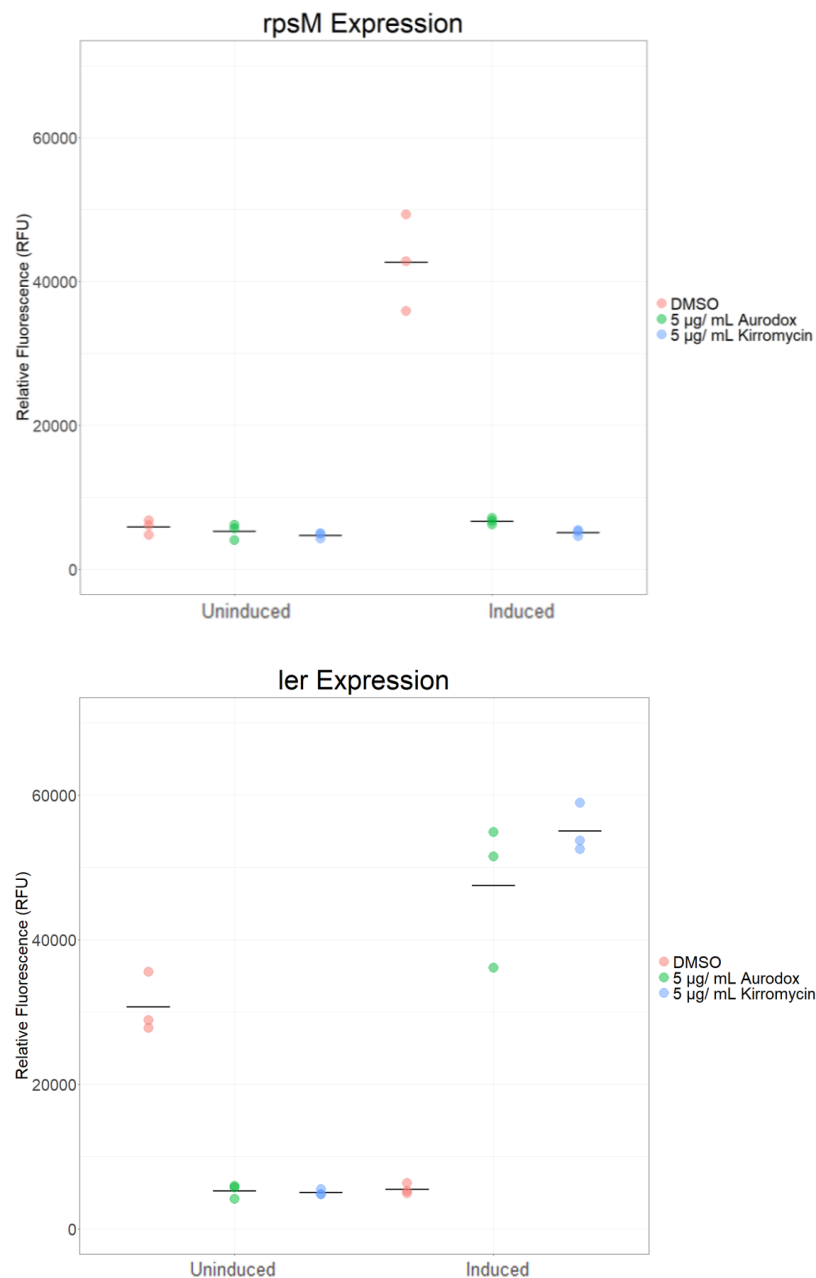 rpsM Expression
Relative Fluorescence (RFU)
60000
40000
20000
0
Uninduced
Induced
DMSO
5 µg/ mL Aurodox
5 µg/ mL Kirromycin
ler Expression
Relative Fluorescence (RFU)
60000
40000
20000
0
Uninduced
Induced
DMSO
5 µg/ mL Aurodox
5 µg/ mL Kirromycin